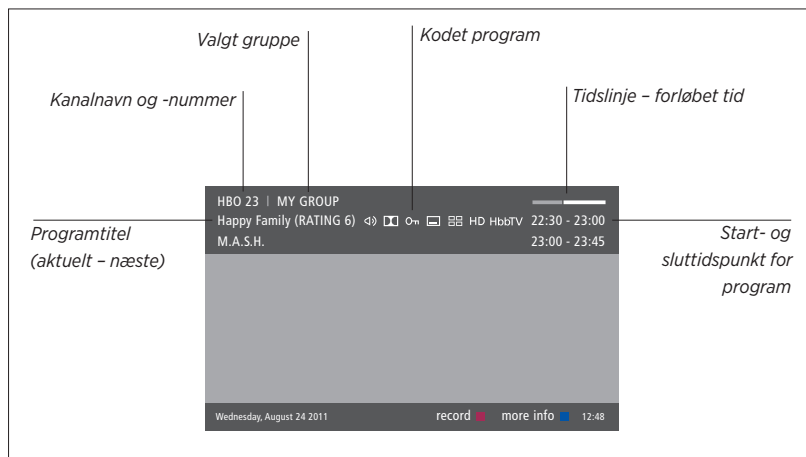 Valgt gruppe
Kodet program
Kanalnavn og -nummer
Tidslinje – forløbet tid
HBO 23 | MY GROUP
Happy Family (RATING 6) HD HbbTV 22:30 - 23:00
M.A.S.H. 23:00 - 23:45
Programtitel
(aktuelt – næste)
Start- og
sluttidspunkt for
program
Wednesday, August 24 2011 record more info 12:48